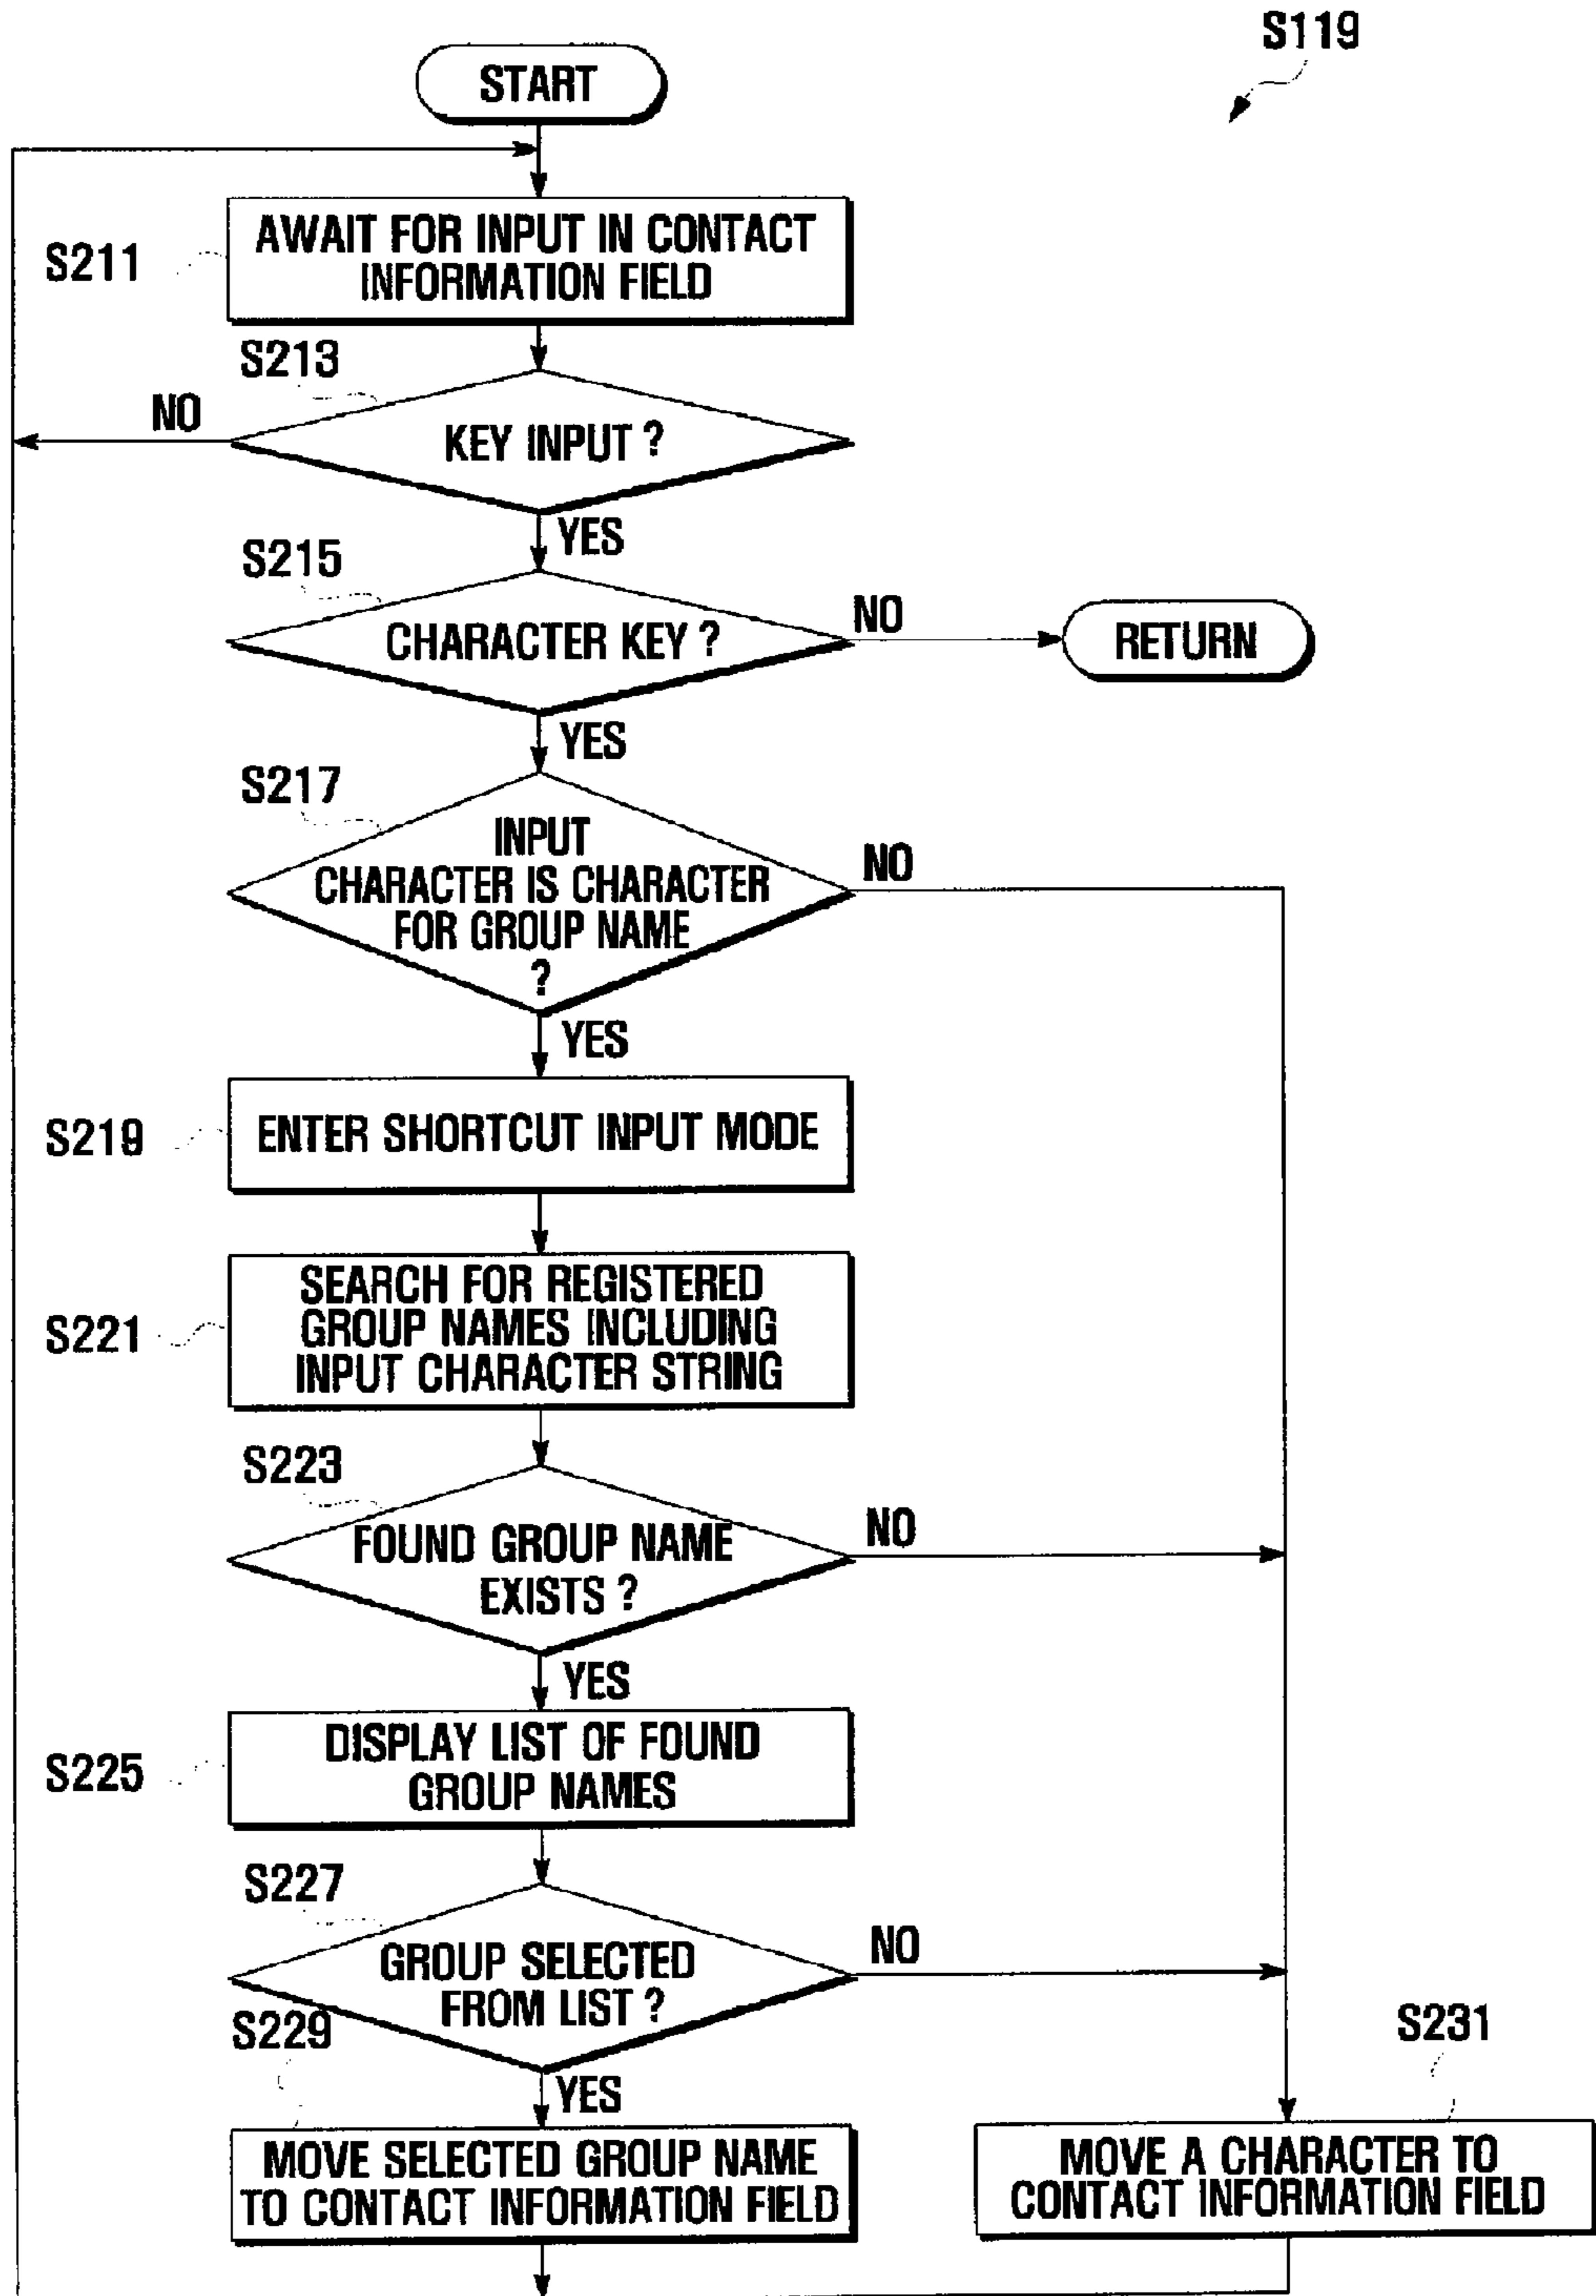 S119
START
S211
AWAIT FOR INPUT IN CONTACT
INFORMATION FIELD
S213
NO
KEY INPUT ?
YES
S215
CHARACTER KEY ?
NO
RETURN
YES
S217
INPUT
CHARACTER IS CHARACTER
FOR GROUP NAME
?
NO
YES
S219
ENTER SHORTCUT INPUT MODE
S221
SEARCH FOR REGISTERED
GROUP NAMES INCLUDING
INPUT CHARACTER STRING
S223
FOUND GROUP NAME
EXISTS ?
NO
YES
S225
DISPLAY LIST OF FOUND
GROUP NAMES
S227
GROUP SELECTED
FROM LIST ?
NO
S229
YES
MOVE SELECTED GROUP NAME
TO CONTACT INFORMATION FIELD
S231
MOVE A CHARACTER TO
CONTACT INFORMATION FIELD